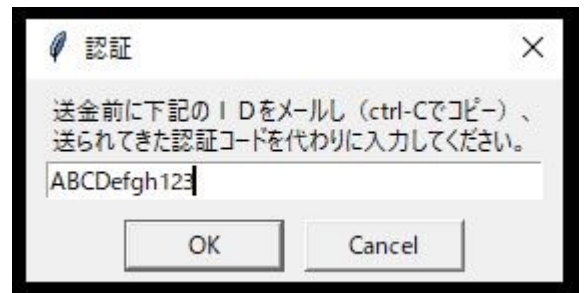 認証
送金前に下記のIDをメールし（ctrl-Cでコピー）、
送られてきた認証コードを代わりに入力してください。
ABCDefgh123
OK
Cancel